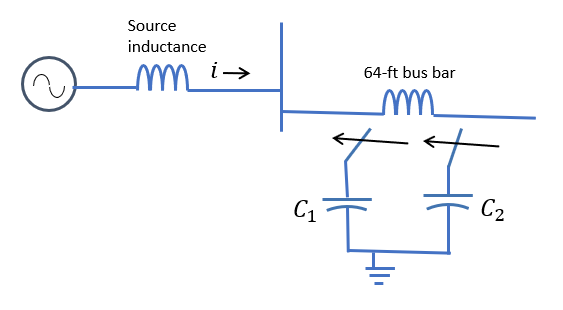 Source
inductance
i
64-ft bus bar
C₁
C₂